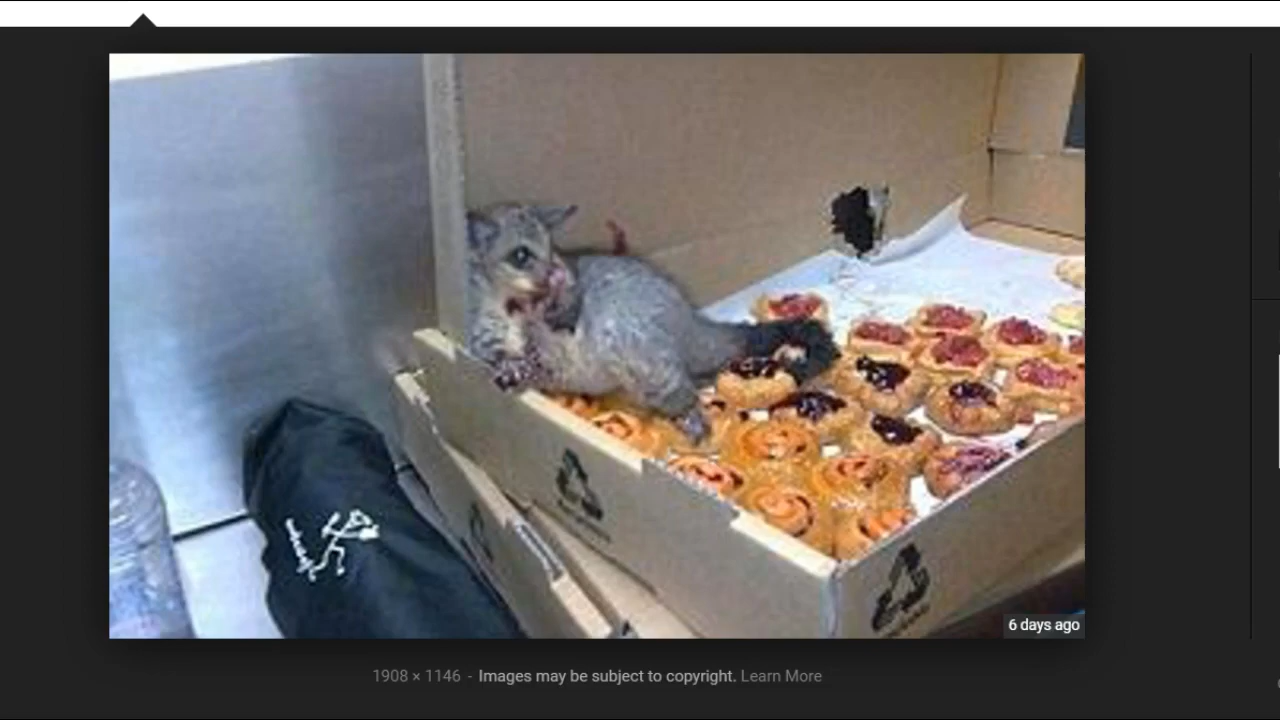 6 days ago
1908 × 1146 - Images may be subject to copyright. Learn More